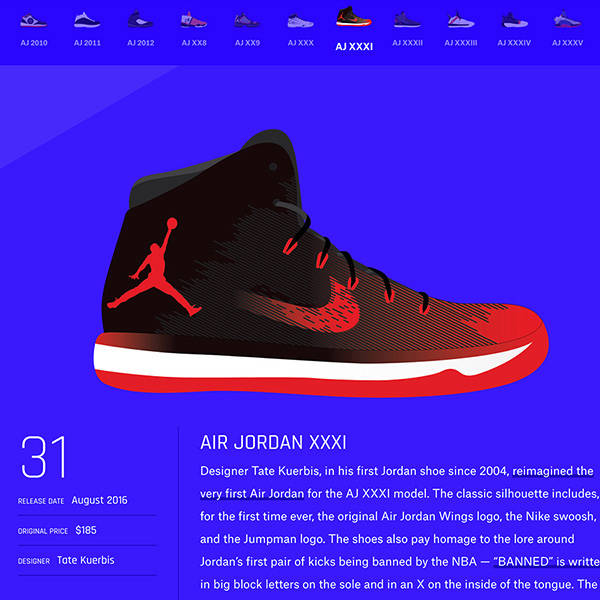 AJ 2010 AJ 2011 AJ 2012 AJ XX8 AJ XX9 AJ XXX AJ XXXI AJ XXXII AJ XXXIII AJ XXXIV AJ XXXV
31
RELEASE DATE August 2016
ORIGINAL PRICE $185
DESIGNER Tate Kuerbis
AIR JORDAN XXXI
Designer Tate Kuerbis, in his first Jordan shoe since 2004, reimagined the
very first Air Jordan for the AJ XXXI model. The classic silhouette includes,
for the first time ever, the original Air Jordan Wings logo, the Nike swoosh,
and the Jumpman logo. The shoes also pay homage to the lore around
Jordan's first pair of kicks being banned by the NBA — “BANNED” is writte
in big block letters on the sole and in an X on the inside of the tongue. The